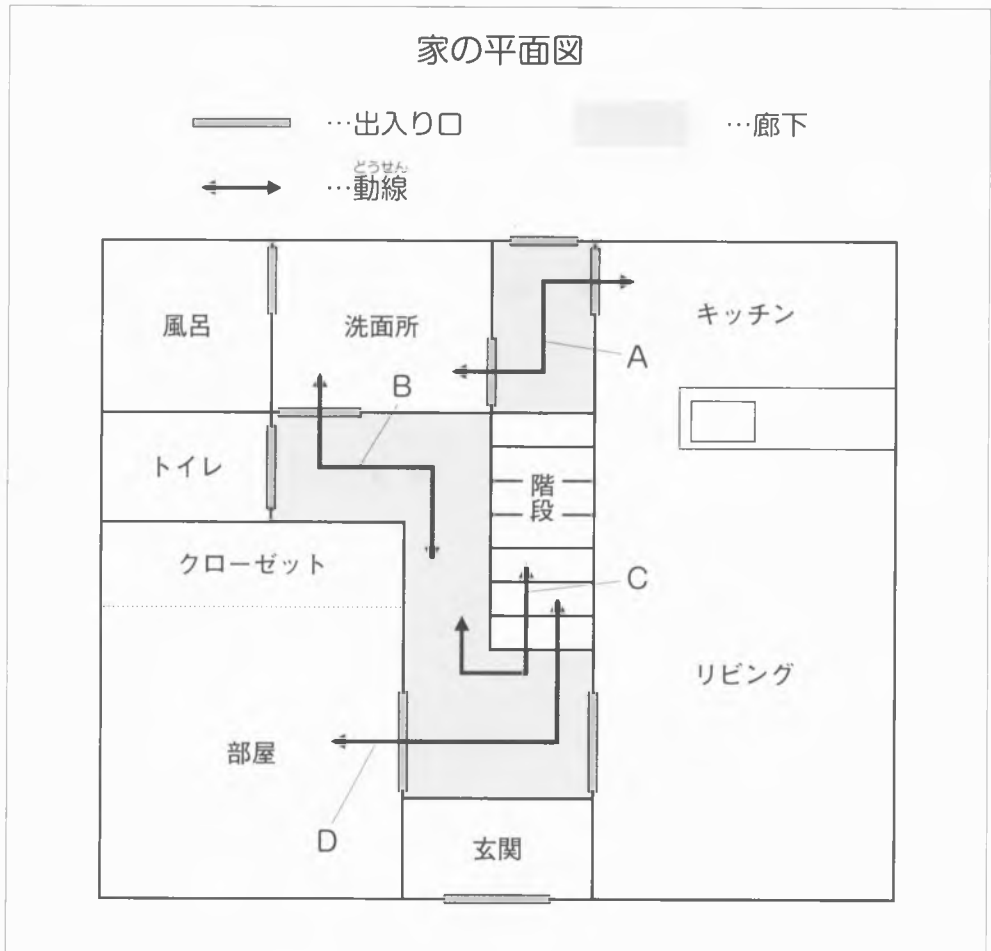 家の平面図
…出入り口
…廊下
どうせん
…動線
風呂
洗面所
キッチン
A
B
トイレ
階段
クローゼット
C
リビング
部屋
D
玄関